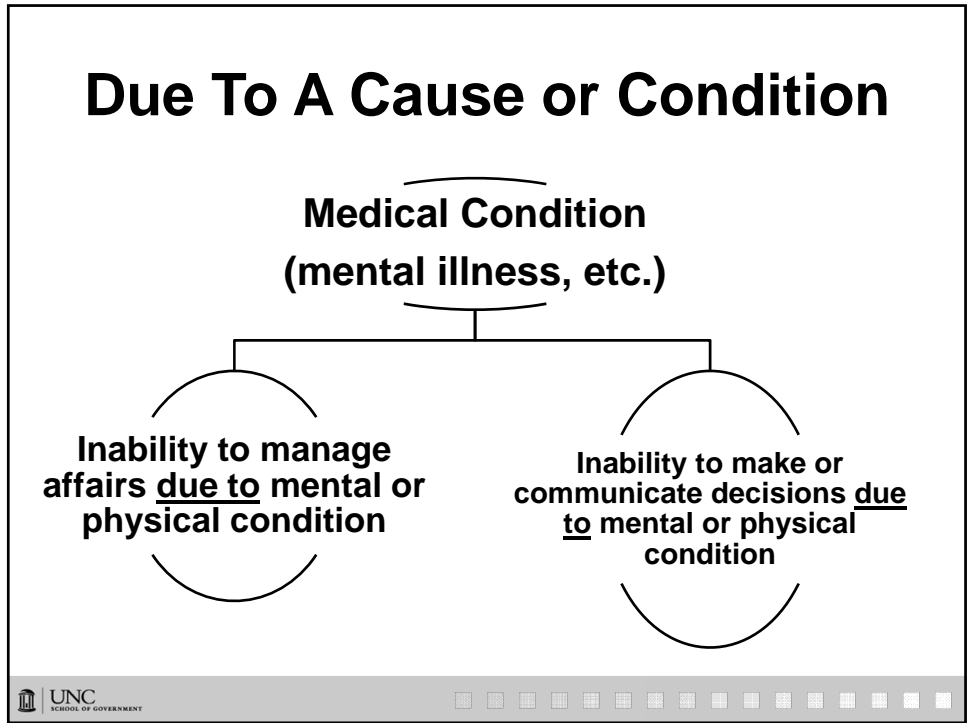 Due To A Cause or Condition
Medical Condition
(mental illness, etc.)
Inability to manage
affairs due to mental or
physical condition
Inability to make or
communicate decisions due
to mental or physical
condition
UNC
SCHOOL OF GOVERNMENT